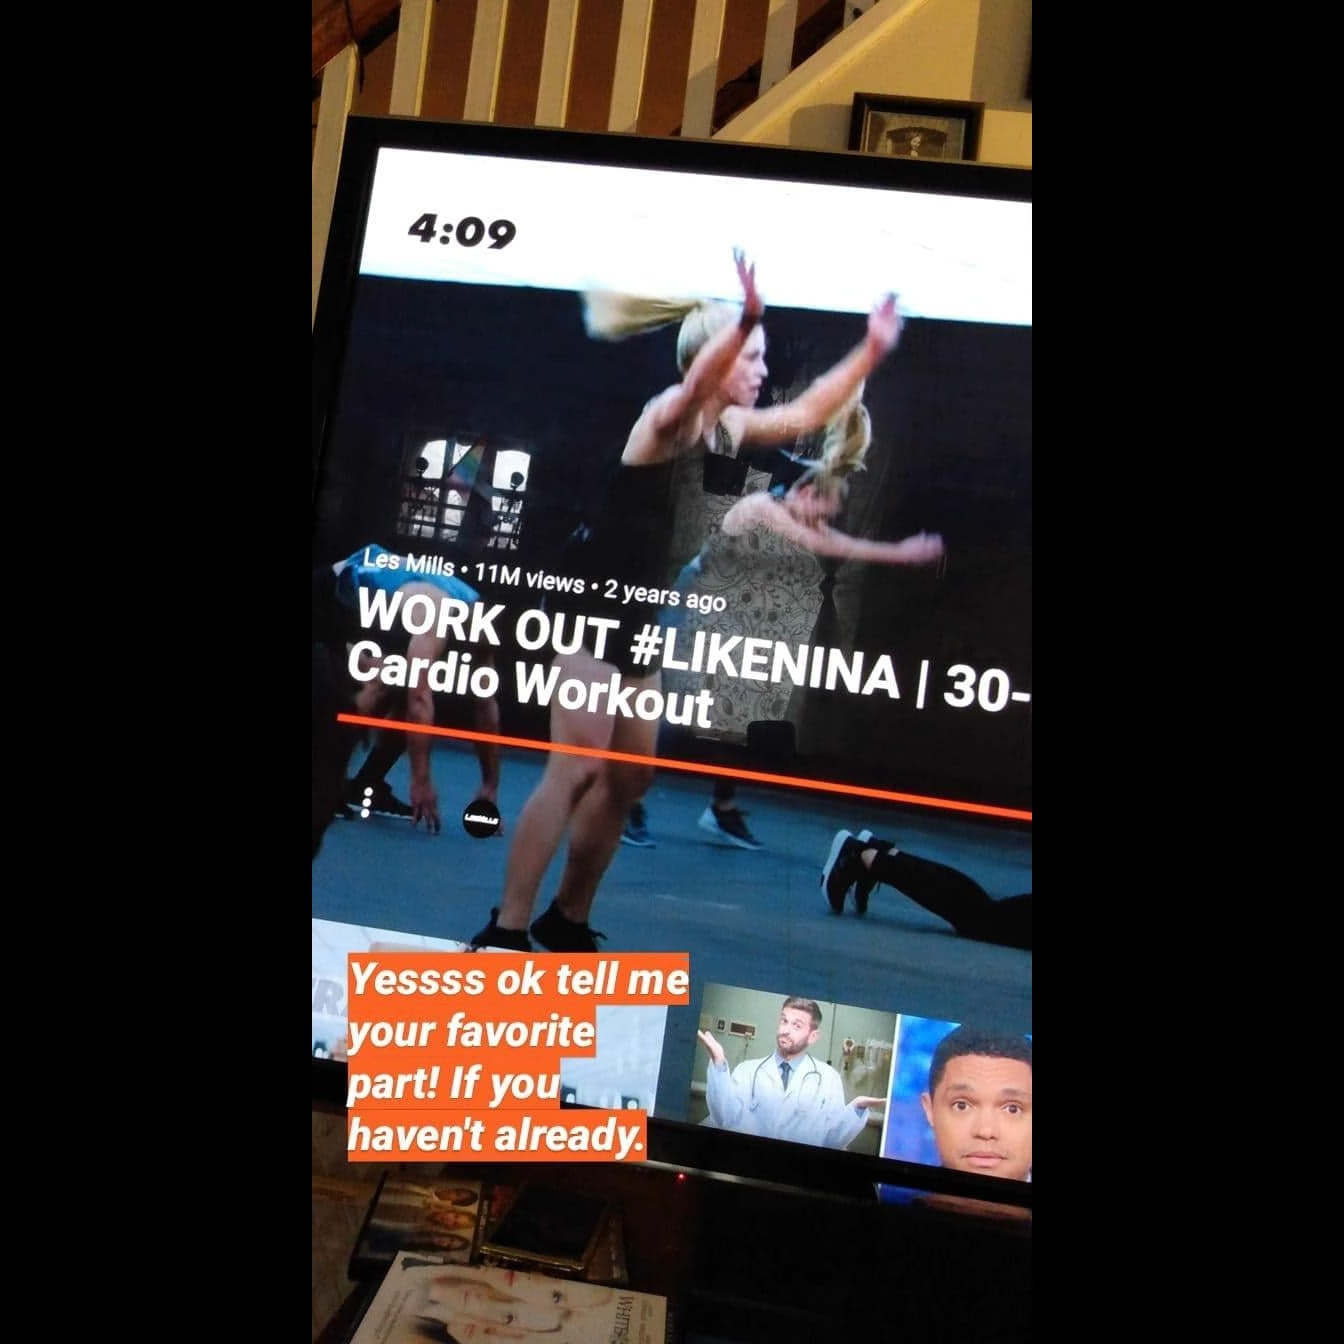 4:09
Les Mills • 11M views • 2 years ago
WORK OUT #LIKENINA | 30-
Cardio Workout
LESMILLS
Yessss ok tell me
your favorite
part! If you
haven't already.